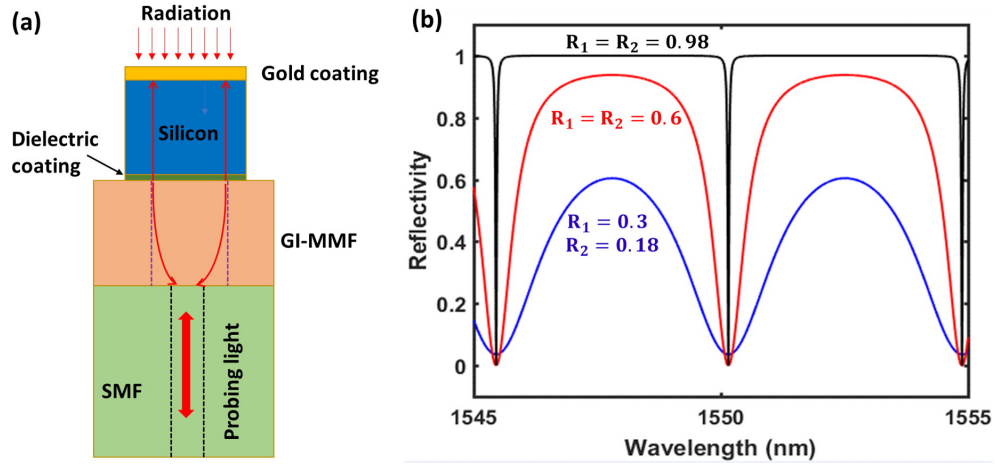 (a)
Radiation
Gold coating
Silicon
Dielectric
coating
GI-MMF
SMF
Probing light
(b)
R₁ = R₂ = 0.98
R₁ = R₂ = 0.6
R₁ = 0.3
R₂ = 0.18
Reflectivity
1
0.8
0.6
0.4
0.2
0
1545
1550
1555
Wavelength (nm)